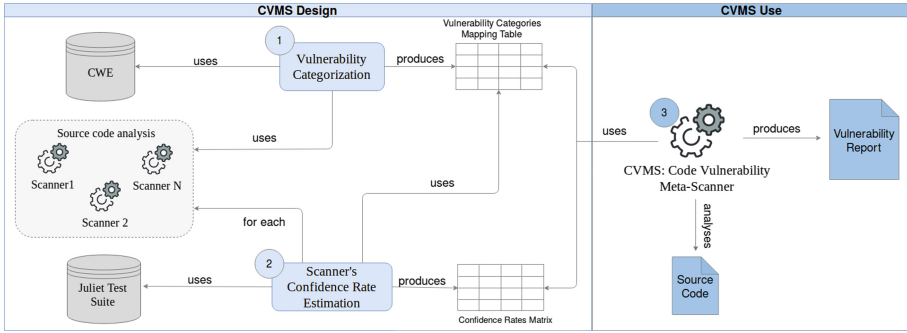 CVMS Design
CVMS Use
1
Vulnerability
Categorization
uses
CWE
produces
Vulnerability Categories
Mapping Table
uses
Source code analysis
Scanner1
Scanner N
Scanner 2
for each
uses
2
Scanner's
Confidence Rate
Estimation
uses
Juliet Test
Suite
produces
Confidence Rates Matrix
uses
3
CVMS: Code Vulnerability
Meta-Scanner
produces
Vulnerability
Report
analyses
Source
Code